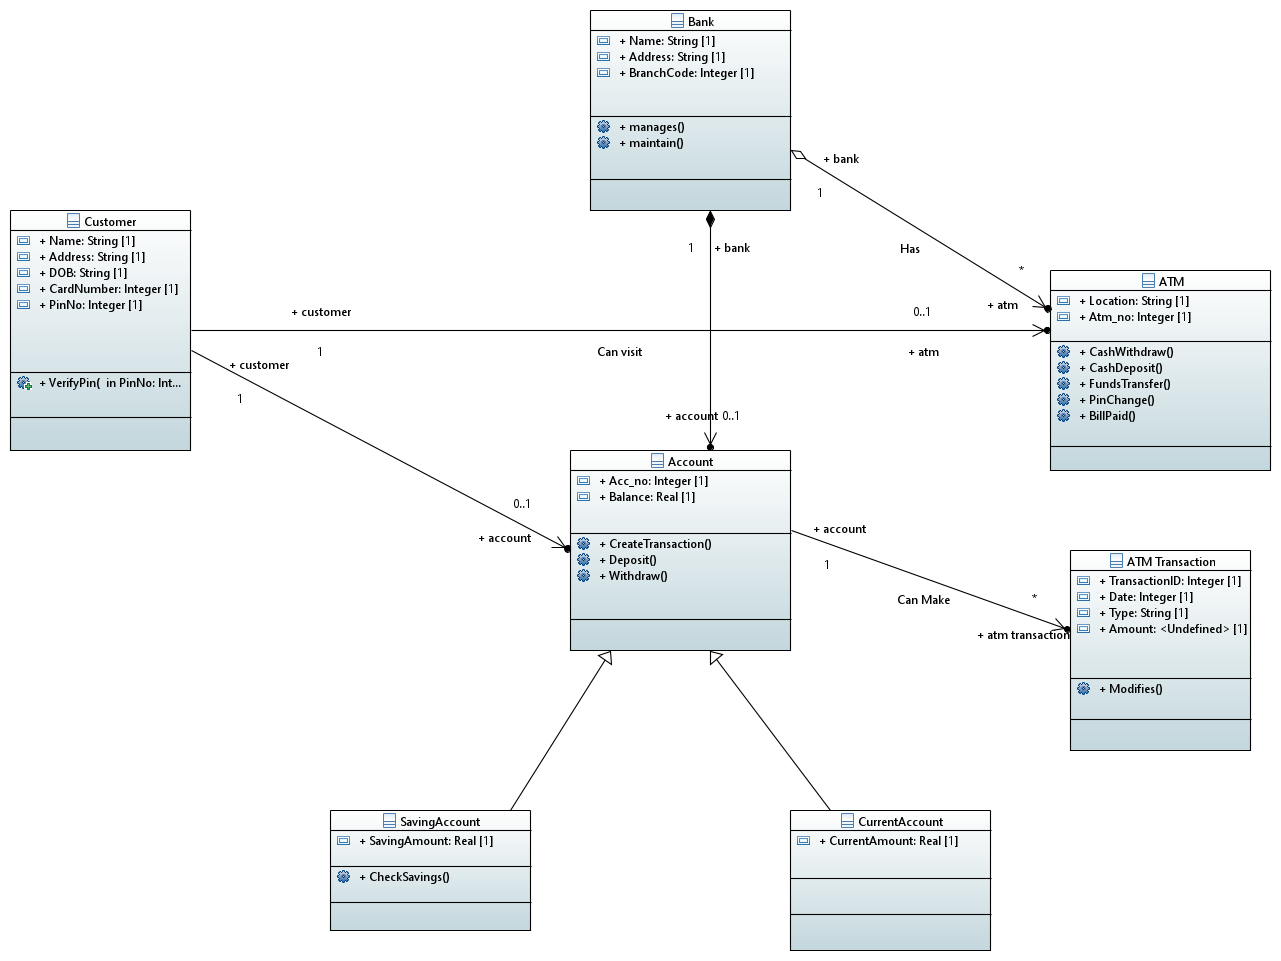 Bank
+ Name: String [1]
+ Address: String [1]
+ BranchCode: Integer [1]
+ manages()
+ maintain()
+ bank
1
Has
*
+ atm
1
+ bank
Customer
+ Name: String [1]
+ Address: String [1]
+ DOB: String [1]
+ CardNumber: Integer [1]
+ PinNo: Integer [1]
+ VerifyPin( in PinNo: Int...
+ customer
1
Can visit
0..1
+ atm
ATM
+ Location: String [1]
+ Atm_no: Integer [1]
+ CashWithdraw()
+ CashDeposit()
+ FundsTransfer()
+ PinChange()
+ BillPaid()
+ customer
1
0..1
+ account
+ account 0..1
Account
+ Acc_no: Integer [1]
+ Balance: Real [1]
+ CreateTransaction()
+ Deposit()
+ Withdraw()
+ account
1
Can Make
*
+ atm transaction
ATM Transaction
+ TransactionID: Integer [1]
+ Date: Integer [1]
+ Type: String [1]
+ Amount: <Undefined> [1]
+ Modifies()
SavingAccount
+ SavingAmount: Real [1]
+ CheckSavings()
CurrentAccount
+ CurrentAmount: Real [1]